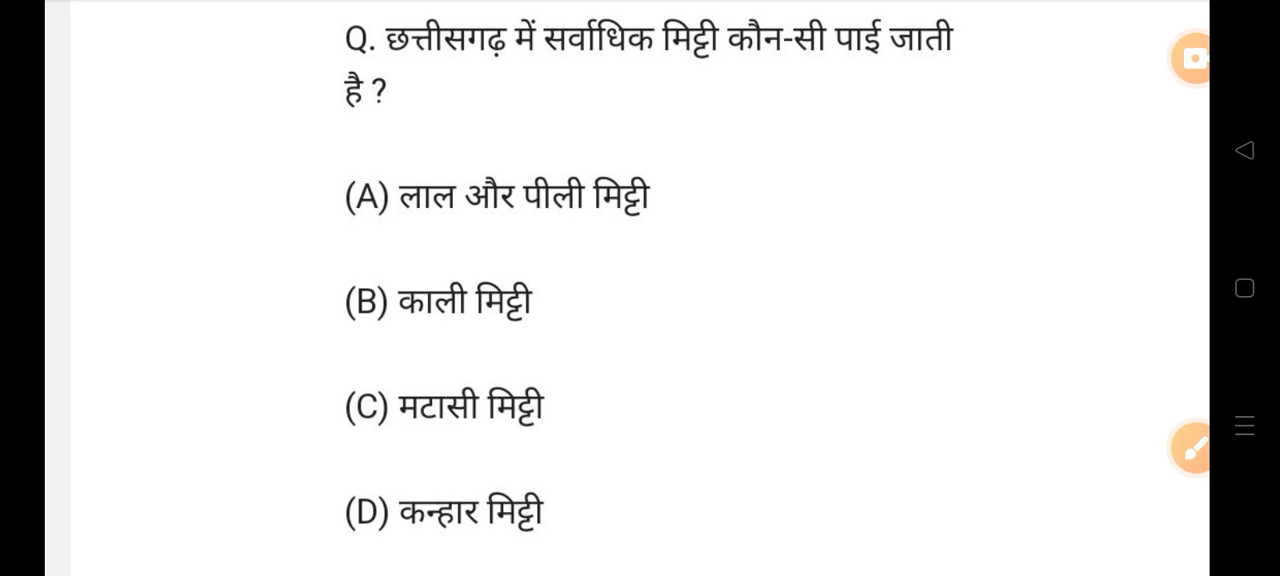 Q. छत्तीसगढ़ में सर्वाधिक मिट्टी कौन-सी पाई जाती
है ?
(A) लाल और पीली मिट्टी
(B) काली मिट्टी
(C) मटासी मिट्टी
(D) कन्हार मिट्टी